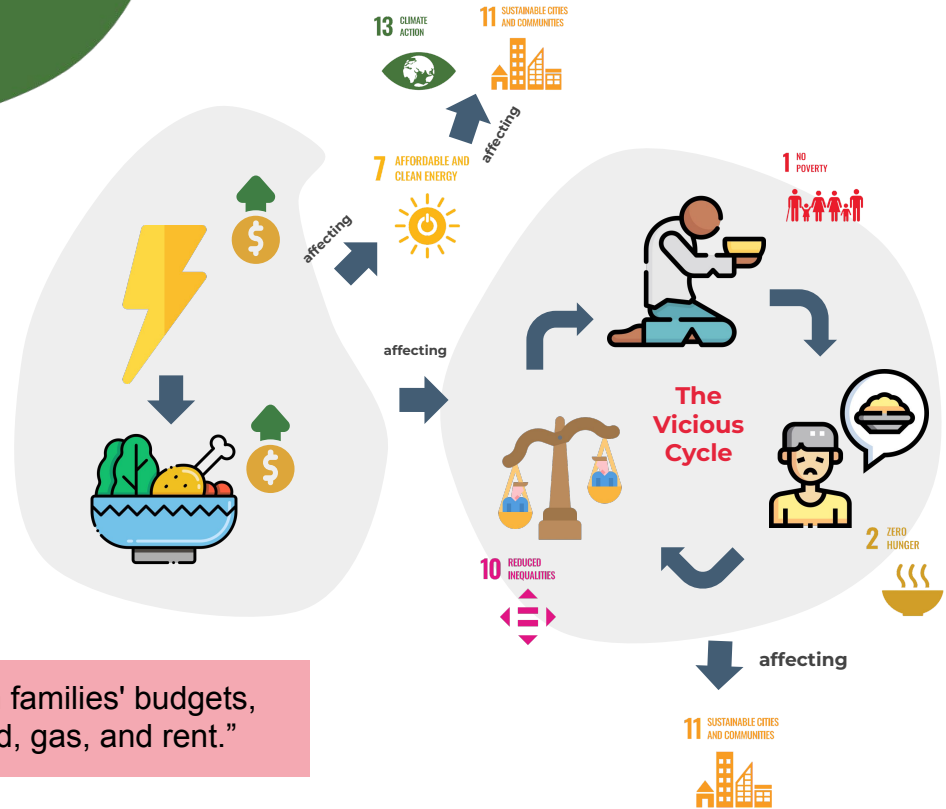 13 CLIMATE
ACTION
11 SUSTAINABLE CITIES
AND COMMUNITIES
affecting
7 AFFORDABLE AND
CLEAN ENERGY
affecting
$
1 NO
POVERTY
affecting
The
Vicious
Cycle
$
2 ZERO
HUNGER
10 REDUCED
INEQUALITIES
affecting
families' budgets,
gas, and rent.”
11 SUSTAINABLE CITIES
AND COMMUNITIES